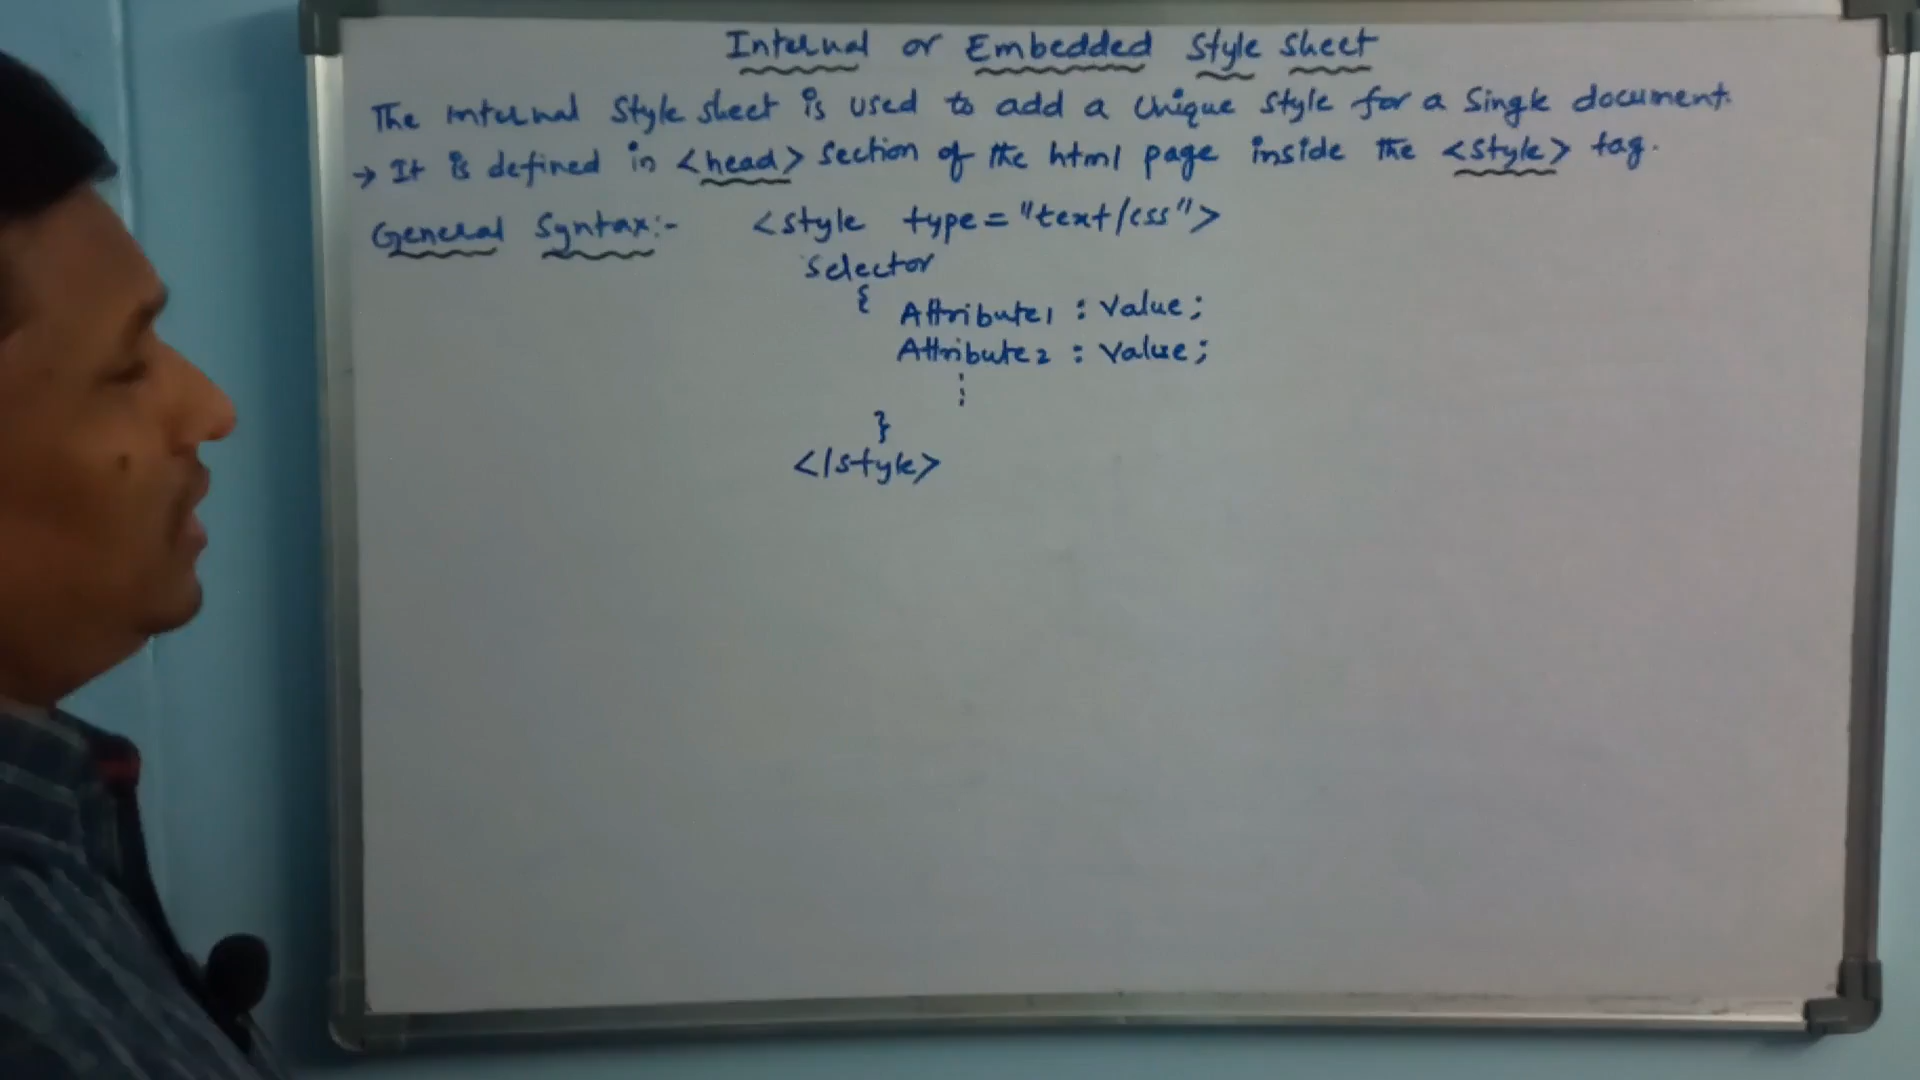 Internal or Embedded Style Sheet
The internal Style sheet is used to add a unique style for a single document.
→ It is defined in <head> section of the html page inside the <style> tag.
General Syntax:- <style type="text/css">
selector
{ Attribute1 : value;
Attribute2 : value;
⋮
}
</style>